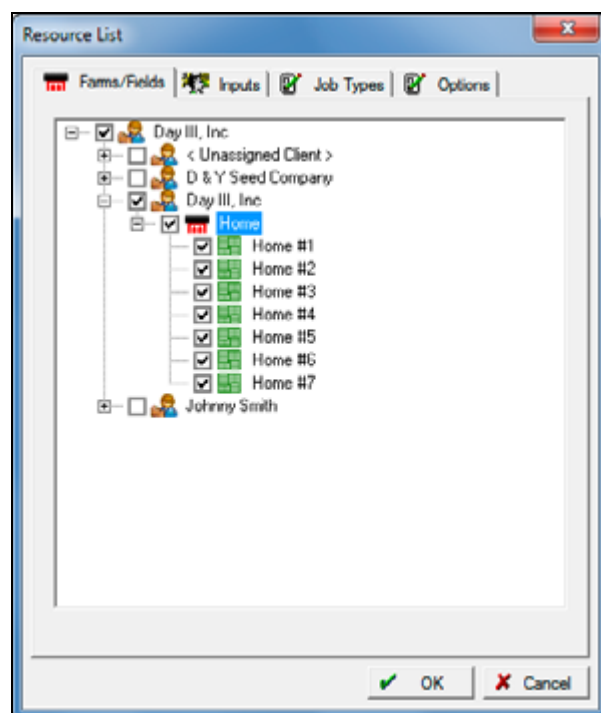 Resource List
Farms/Fields Inputs Job Types Options
Day III, Inc
< Unassigned Client >
D & Y Seed Company
Day III, Inc
Home
Home #1
Home #2
Home #3
Home #4
Home #5
Home #6
Home #7
Johnny Smith
OK Cancel